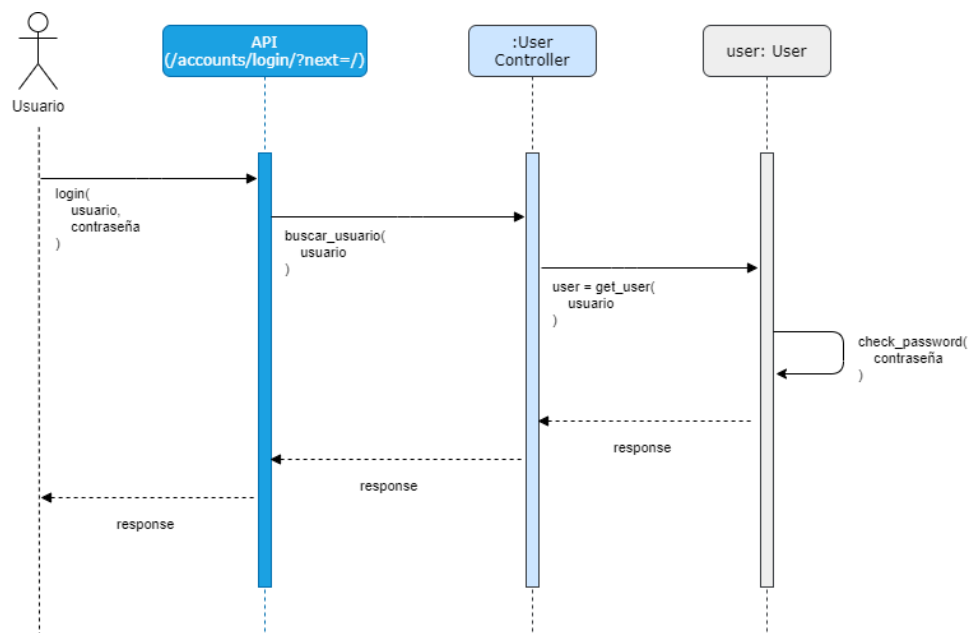 API
(/accounts/login/?next=/)
:User
Controller
user: User
Usuario
login(
usuario,
contraseña
)
buscar_usuario(
usuario
)
user = get_user(
usuario
)
check_password(
contraseña
)
response
response
response